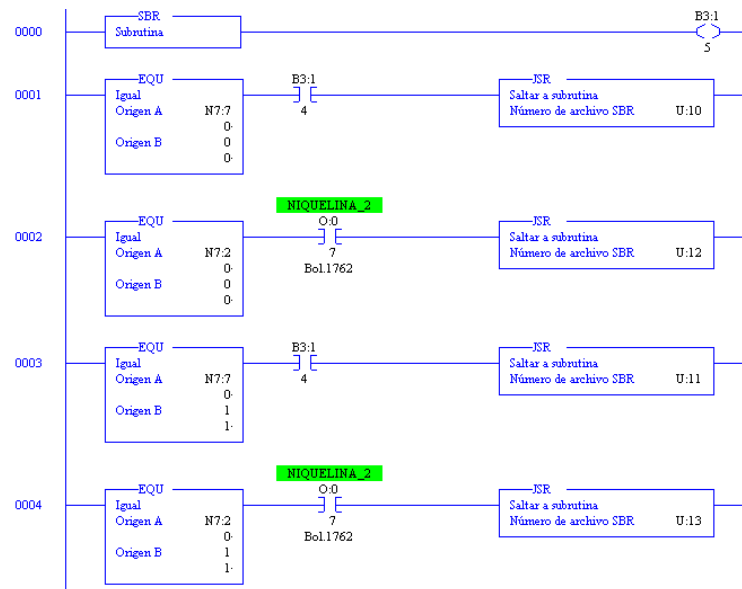 SBR
B3:1
0000
Subrutina
5
EQU
B3:1
JSR
0001
Igual
Saltar a subrutina
Origen A N7:7
4
Número de archivo SBR U:10
0
Origen B 0
0
NIQUELINA_2
EQU
O:0
JSR
0002
Igual
Saltar a subrutina
Origen A N7:2
7
Número de archivo SBR U:12
0
Bol.1762
Origen B 0
0
EQU
B3:1
JSR
0003
Igual
Saltar a subrutina
Origen A N7:7
4
Número de archivo SBR U:11
0
Origen B 1
1
NIQUELINA_2
EQU
O:0
JSR
0004
Igual
Saltar a subrutina
Origen A N7:2
7
Número de archivo SBR U:13
0
Bol.1762
Origen B 1
1